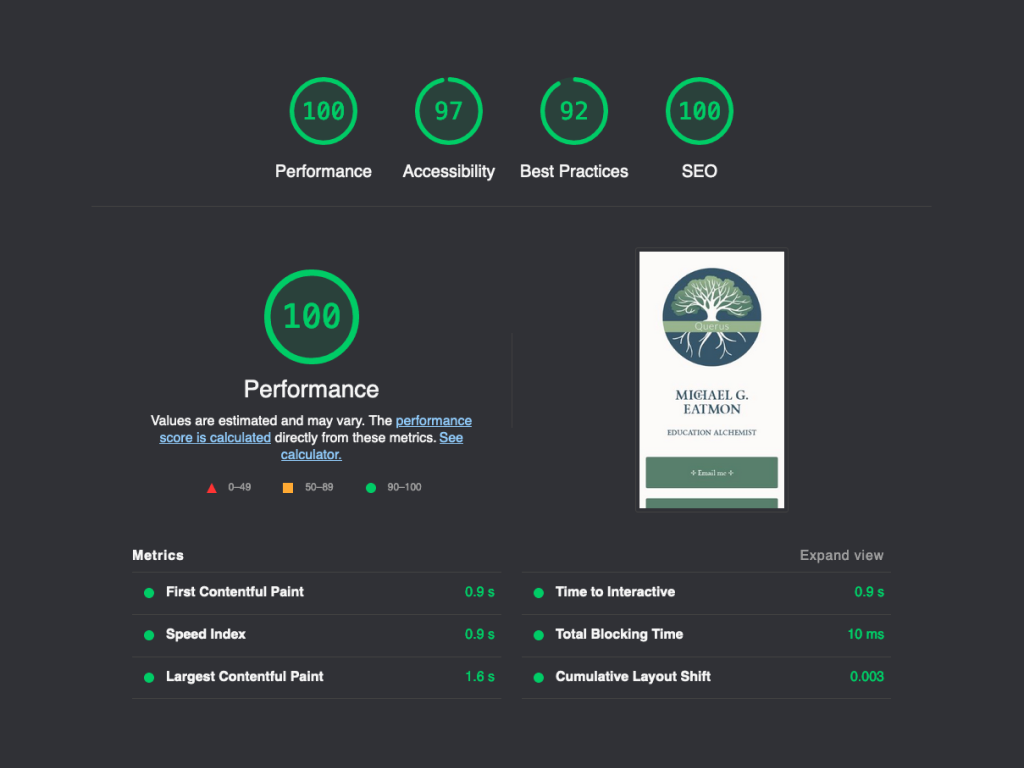 100
97
92
100
Performance
Accessibility
Best Practices
SEO
100
Performance
Values are estimated and may vary. The performance
score is calculated directly from these metrics. See
calculator.
0–49
50–89
90–100
Querus
MICHAEL G.
EATMON
EDUCATION ALCHEMIST
✢ Email me ✢
Metrics
Expand view
First Contentful Paint 0.9 s
Time to Interactive 0.9 s
Speed Index 0.9 s
Total Blocking Time 10 ms
Largest Contentful Paint 1.6 s
Cumulative Layout Shift 0.003